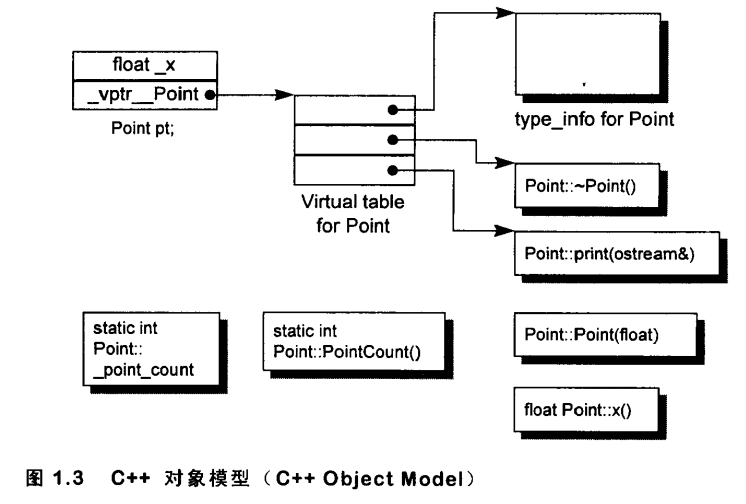 float _x
_vptr__Point
Point pt;
Virtual table
for Point
type_info for Point
Point::~Point()
Point::print(ostream&)
static int
Point::
_point_count
static int
Point::PointCount()
Point::Point(float)
float Point::x()
图 1.3 C++ 对象模型（C++ Object Model）